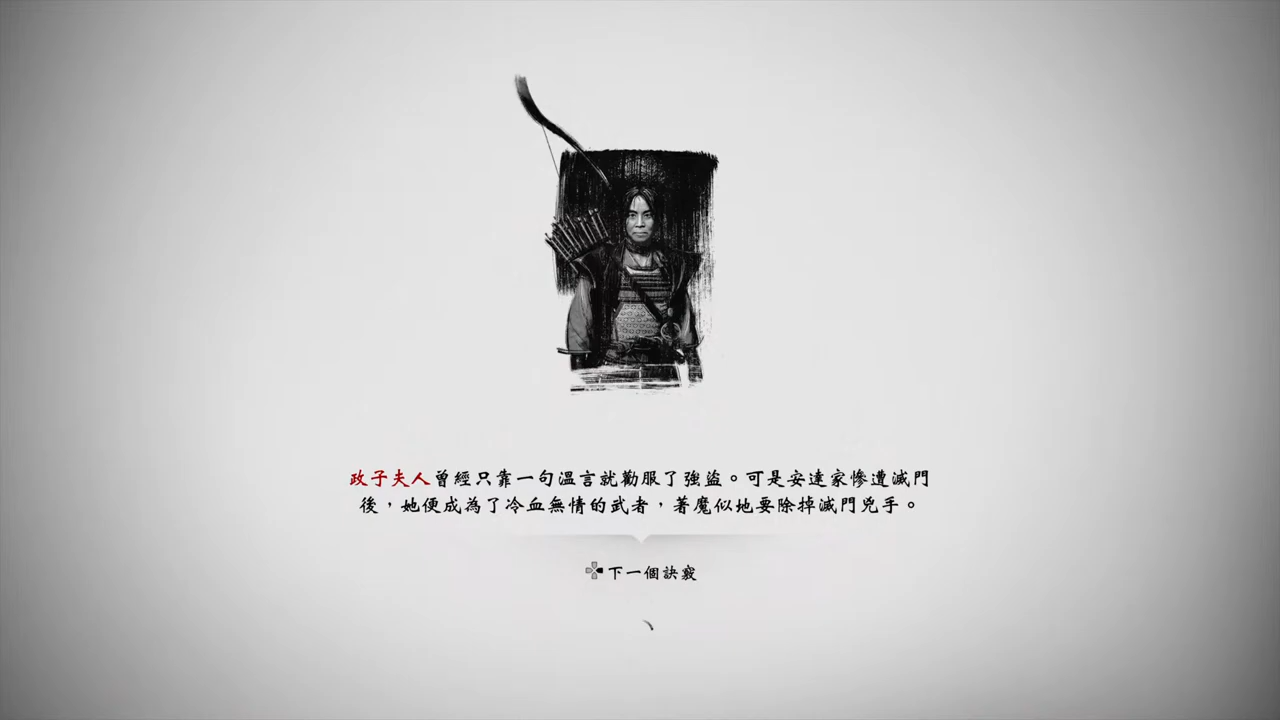 政子夫人曾經只靠一句溫言就勸服了強盜。可是安達家慘遭滅門
後，她便成為了冷血無情的武者，著魔似地要除掉滅門兇手。
下一個訣竅